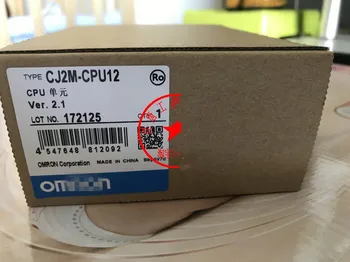 TYPE CJ2M-CPU12
Ro
CPU 单元
Ver. 2.1
LOT NO. 172125 QTY. 1
4 547648 812092
OMRON Corporation MADE IN CHINA